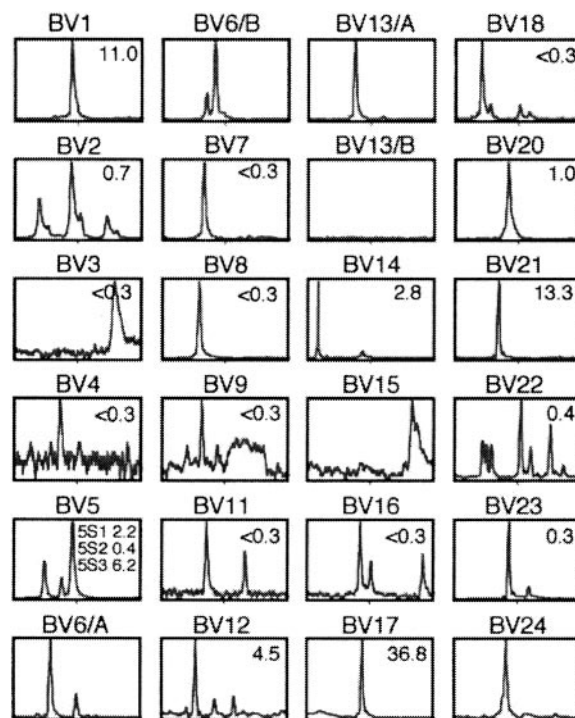 BV1 BV6/B BV13/A BV18
11.0 <0.3
BV2 BV7 BV13/B BV20
0.7 <0.3 1.0
BV3 BV8 BV14 BV21
<0.3 <0.3 2.8 13.3
BV4 BV9 BV15 BV22
<0.3 <0.3 0.4
BV5 BV11 BV16 BV23
5S1 2.2 <0.3 <0.3 0.3
5S2 0.4
5S3 6.2
BV6/A BV12 BV17 BV24
4.5 36.8